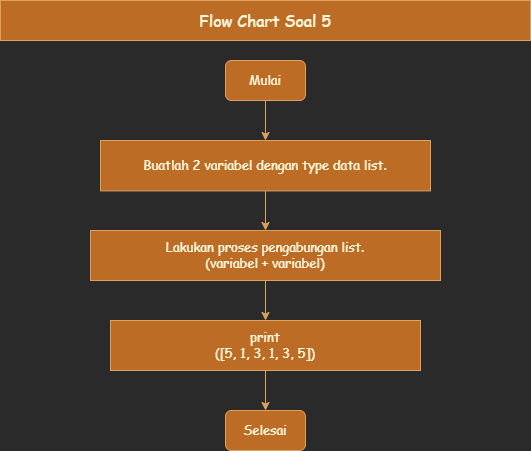 Flow Chart Soal 5
Mulai
Buatlah 2 variabel dengan type data list.
Lakukan proses pengabungan list.
(variabel + variabel)
print
([5, 1, 3, 1, 3, 5])
Selesai